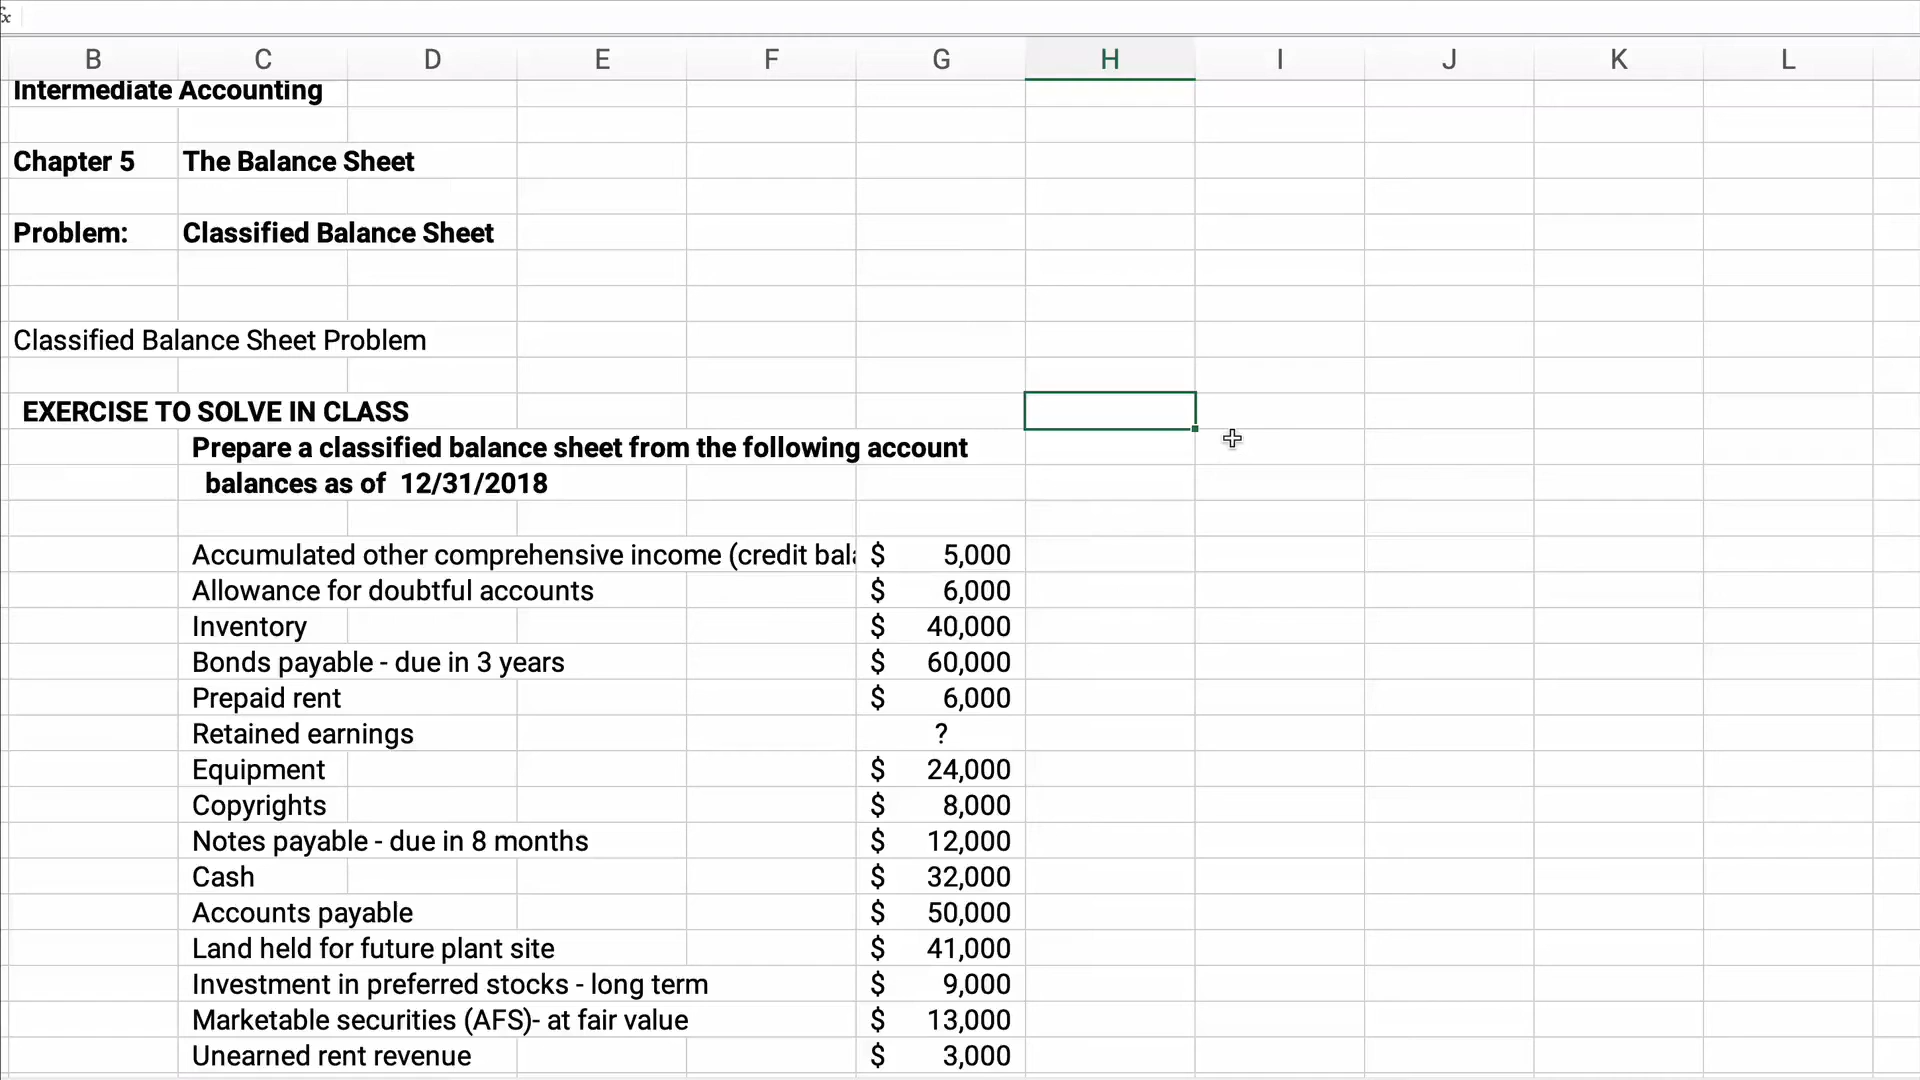 fx
B C D E F G H I J K L
Intermediate Accounting
Chapter 5 The Balance Sheet
Problem: Classified Balance Sheet
Classified Balance Sheet Problem
EXERCISE TO SOLVE IN CLASS
Prepare a classified balance sheet from the following account
balances as of 12/31/2018
Accumulated other comprehensive income (credit bala $ 5,000
Allowance for doubtful accounts $ 6,000
Inventory $ 40,000
Bonds payable - due in 3 years $ 60,000
Prepaid rent $ 6,000
Retained earnings ?
Equipment $ 24,000
Copyrights $ 8,000
Notes payable - due in 8 months $ 12,000
Cash $ 32,000
Accounts payable $ 50,000
Land held for future plant site $ 41,000
Investment in preferred stocks - long term $ 9,000
Marketable securities (AFS)- at fair value $ 13,000
Unearned rent revenue $ 3,000